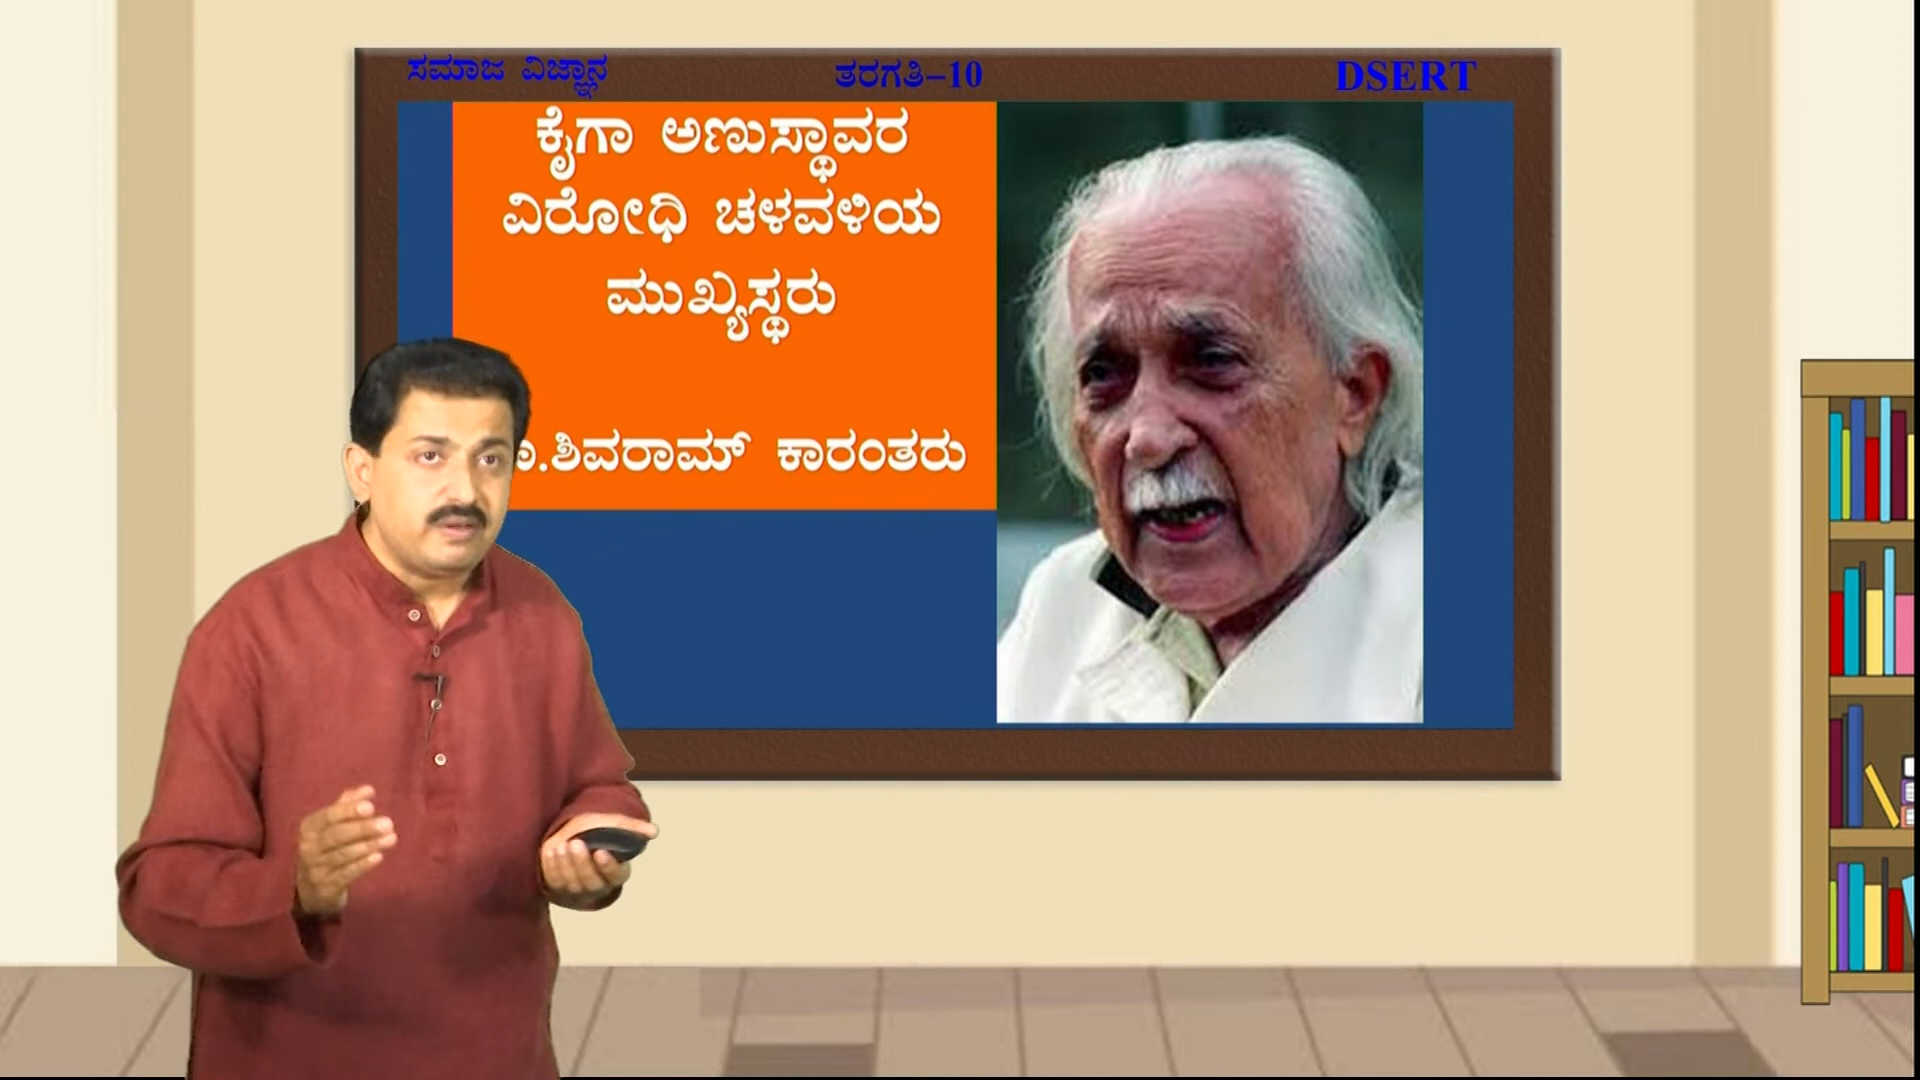 ಸಮಾಜ ವಿಜ್ಞಾನ
ತರಗತಿ-10
DSERT
ಕೈಗಾ ಅಣುಸ್ಥಾವರ
ವಿರೋಧಿ ಚಳವಳಿಯ
ಮುಖ್ಯಸ್ಥರು
ಶಿವರಾಮ್ ಕಾರಂತರು